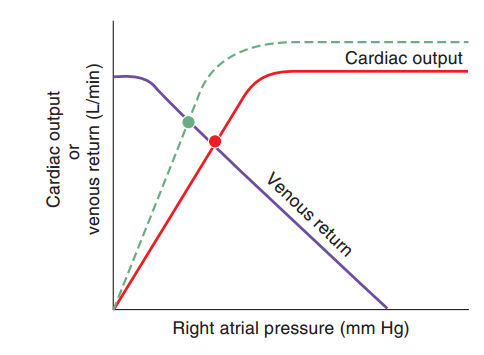 Cardiac output
or
venous return (L/min)
Cardiac output
Venous return
Right atrial pressure (mm Hg)